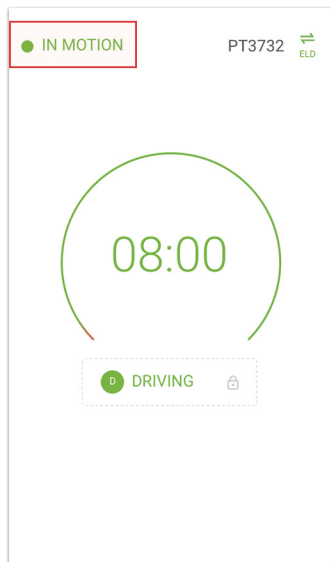 IN MOTION
PT3732
ELD
08:00
D DRIVING